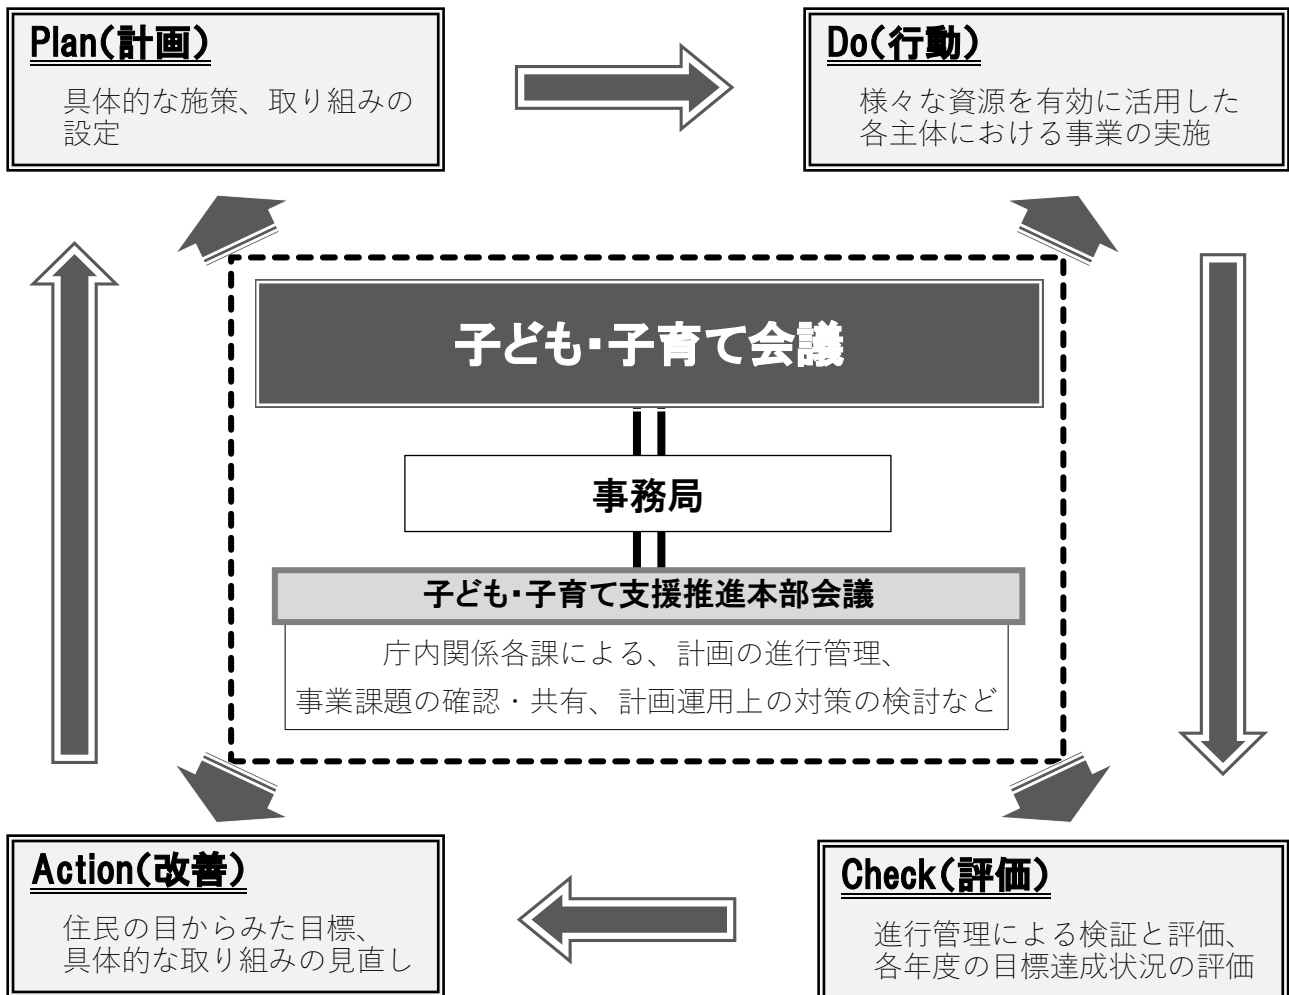 Plan(計画)
具体的な施策、取り組みの
設定
Do(行動)
様々な資源を有効に活用した
各主体における事業の実施
子ども・子育て会議
事務局
子ども・子育て支援推進本部会議
庁内関係各課による、計画の進行管理、
事業課題の確認・共有、計画運用上の対策の検討など
Action(改善)
住民の目からみた目標、
具体的な取り組みの見直し
Check(評価)
進行管理による検証と評価、
各年度の目標達成状況の評価